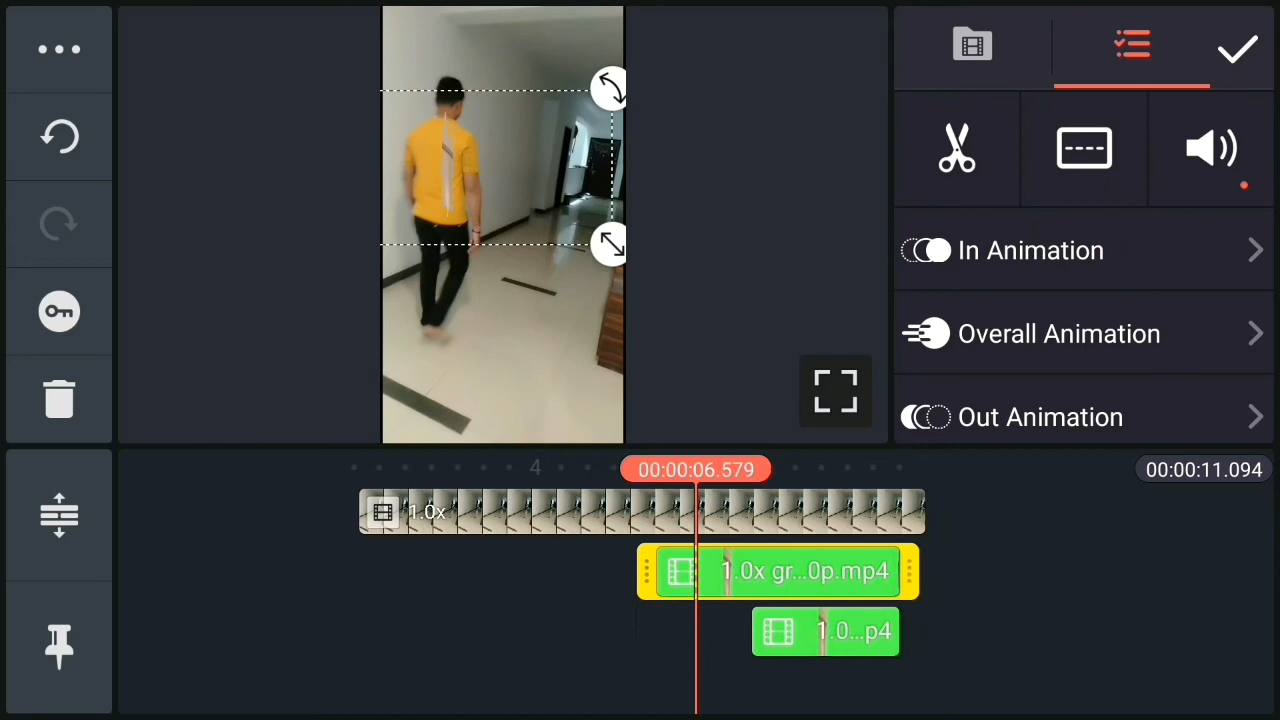 In Animation
Overall Animation
Out Animation
4
00:00:06.579
00:00:11.094
1.0x
1.0x gr...0p.mp4
1.0...p4